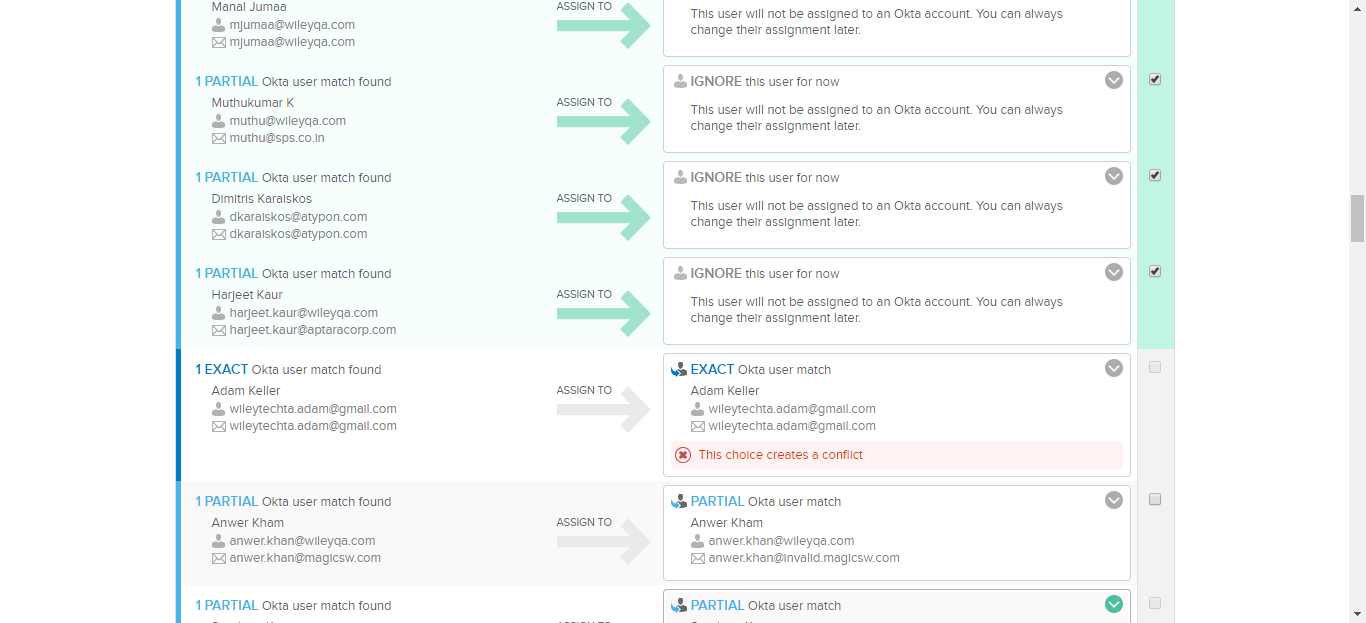 Manal Jumaa
mjumaa@wileyqa.com
mjumaa@wileyqa.com
ASSIGN TO
This user will not be assigned to an Okta account. You can always
change their assignment later.
1 PARTIAL Okta user match found
Muthukumar K
muthu@wileyqa.com
muthu@sps.co.in
ASSIGN TO
IGNORE this user for now
This user will not be assigned to an Okta account. You can always
change their assignment later.
1 PARTIAL Okta user match found
Dimitris Karaiskos
dkaraiskos@atypon.com
dkaraiskos@atypon.com
ASSIGN TO
IGNORE this user for now
This user will not be assigned to an Okta account. You can always
change their assignment later.
1 PARTIAL Okta user match found
Harjeet Kaur
harjeet.kaur@wileyqa.com
harjeet.kaur@aptaracorp.com
ASSIGN TO
IGNORE this user for now
This user will not be assigned to an Okta account. You can always
change their assignment later.
1 EXACT Okta user match found
Adam Keller
wileytechta.adam@gmail.com
wileytechta.adam@gmail.com
ASSIGN TO
EXACT Okta user match
Adam Keller
wileytechta.adam@gmail.com
wileytechta.adam@gmail.com
This choice creates a conflict
1 PARTIAL Okta user match found
Anwer Kham
anwer.khan@wileyqa.com
anwer.khan@magicsw.com
ASSIGN TO
PARTIAL Okta user match
Anwer Kham
anwer.khan@wileyqa.com
anwer.khan@invalid.magicsw.com
1 PARTIAL Okta user match found
PARTIAL Okta user match